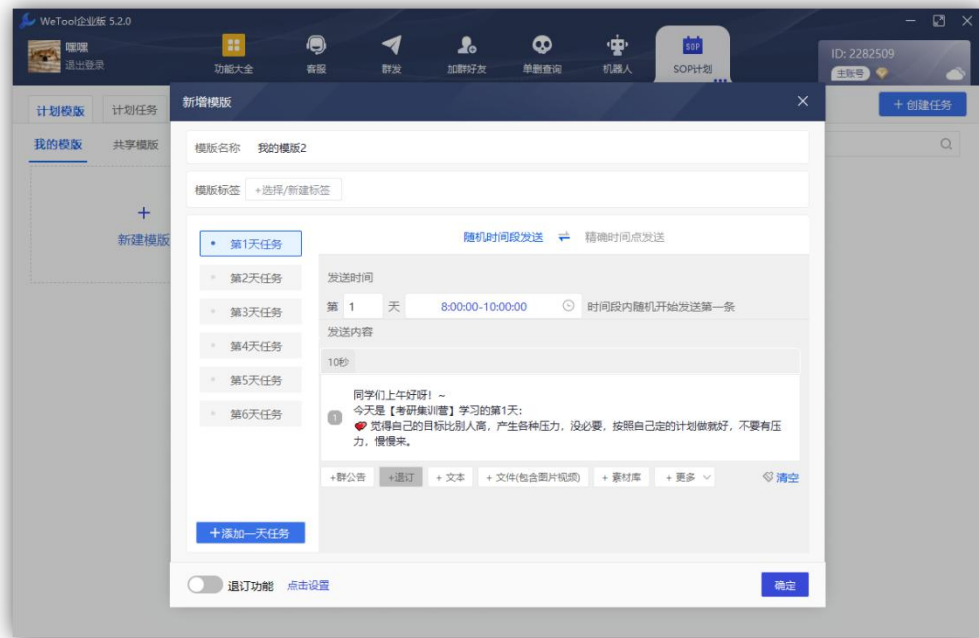 WeTool企业版 5.2.0
嘿嘿
退出登录
功能大全
客服
群发
加群好友
单删查询
机器人
SOP
SOP计划
ID: 2282509
主账号
计划模版
计划任务
+ 创建任务
我的模版
共享模版
+
新建模版
新增模版
模版名称 我的模版2
模版标签 +选择/新建标签
第1天任务
第2天任务
第3天任务
第4天任务
第5天任务
第6天任务
+添加一天任务
随机时间段发送 精确时间点发送
发送时间
第 1 天 8:00:00-10:00:00 时间段内随机开始发送第一条
发送内容
10秒
1
同学们上午好呀！~
今天是【考研集训营】学习的第1天：
觉得自己的目标比别人高，产生各种压力，没必要，按照自己定的计划做就好，不要有压
力，慢慢来。
+群公告 +退订 + 文本 + 文件(包含图片视频) + 素材库 + 更多 清空
退订功能 点击设置
确定